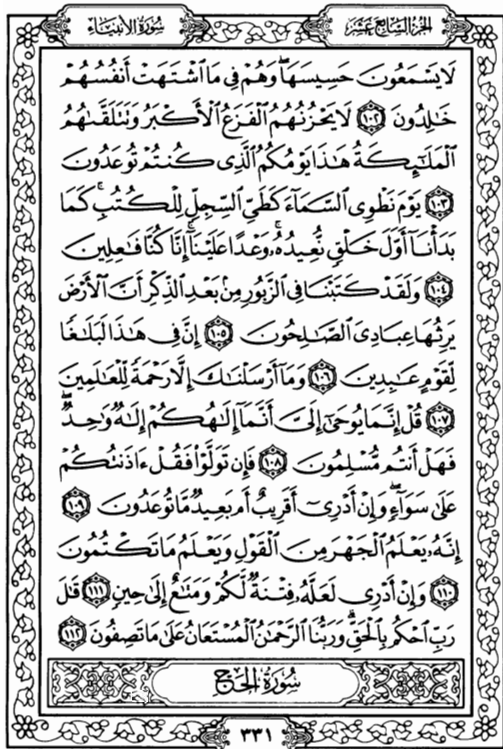 الجزء السابع عشر
سورة الأنبياء
لَا يَسْمَعُونَ حَسِيسَهَا ۖ وَهُمْ فِي مَا اشْتَهَتْ أَنفُسُهُمْ
خَالِدُونَ ١٠٢ لَا يَحْزُنُهُمُ الْفَزَعُ الْأَكْبَرُ وَتَتَلَقَّاهُمُ
الْمَلَائِكَةُ هَٰذَا يَوْمُكُمُ الَّذِي كُنتُمْ تُوعَدُونَ
١٠٣ يَوْمَ نَطْوِي السَّمَاءَ كَطَيِّ السِّجِلِّ لِلْكُتُبِ ۚ كَمَا
بَدَأْنَا أَوَّلَ خَلْقٍ نُّعِيدُهُ ۚ وَعْدًا عَلَيْنَا ۚ إِنَّا كُنَّا فَاعِلِينَ
١٠٤ وَلَقَدْ كَتَبْنَا فِي الزَّبُورِ مِن بَعْدِ الذِّكْرِ أَنَّ الْأَرْضَ
يَرِثُهَا عِبَادِيَ الصَّالِحُونَ ١٠٥ إِنَّ فِي هَٰذَا لَبَلَاغًا
لِّقَوْمٍ عَابِدِينَ ١٠٦ وَمَا أَرْسَلْنَاكَ إِلَّا رَحْمَةً لِّلْعَالَمِينَ
١٠٧ قُلْ إِنَّمَا يُوحَىٰ إِلَيَّ أَنَّمَا إِلَٰهُكُمْ إِلَٰهٌ وَاحِدٌ ۖ
فَهَلْ أَنتُم مُّسْلِمُونَ ١٠٨ فَإِن تَوَلَّوْا فَقُلْ آذَنتُكُمْ
عَلَىٰ سَوَاءٍ ۖ وَإِنْ أَدْرِي أَقَرِيبٌ أَم بَعِيدٌ مَّا تُوعَدُونَ ١٠٩
إِنَّهُ يَعْلَمُ الْجَهْرَ مِنَ الْقَوْلِ وَيَعْلَمُ مَا تَكْتُمُونَ
١١٠ وَإِنْ أَدْرِي لَعَلَّهُ فِتْنَةٌ لَّكُمْ وَمَتَاعٌ إِلَىٰ حِينٍ ١١١ قَالَ
رَبِّ احْكُم بِالْحَقِّ ۗ وَرَبُّنَا الرَّحْمَٰنُ الْمُسْتَعَانُ عَلَىٰ مَا تَصِفُونَ ١١٢
سورة الحج
٣٣١